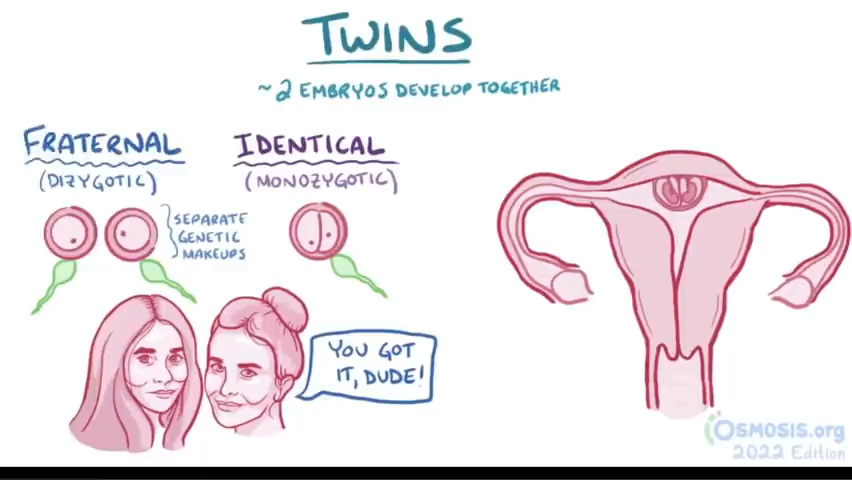 TWINS
~ 2 EMBRYOS DEVELOP TOGETHER
FRATERNAL
(DIZYGOTIC)
SEPARATE
GENETIC
MAKEUPS
IDENTICAL
(MONOZYGOTIC)
YOU GOT
IT, DUDE!
OSMOSIS.org
2022 Edition